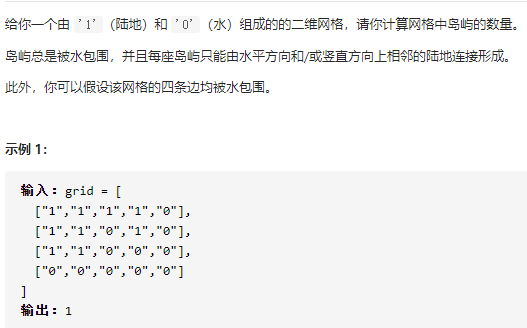 给你一个由 '1' （陆地）和 '0' （水）组成的的二维网格，请你计算网格中岛屿的数量。
岛屿总是被水包围，并且每座岛屿只能由水平方向和/或竖直方向上相邻的陆地连接形成。
此外，你可以假设该网格的四条边均被水包围。
示例 1：
输入：grid = [
["1","1","1","1","0"],
["1","1","0","1","0"],
["1","1","0","0","0"],
["0","0","0","0","0"]
]
输出：1